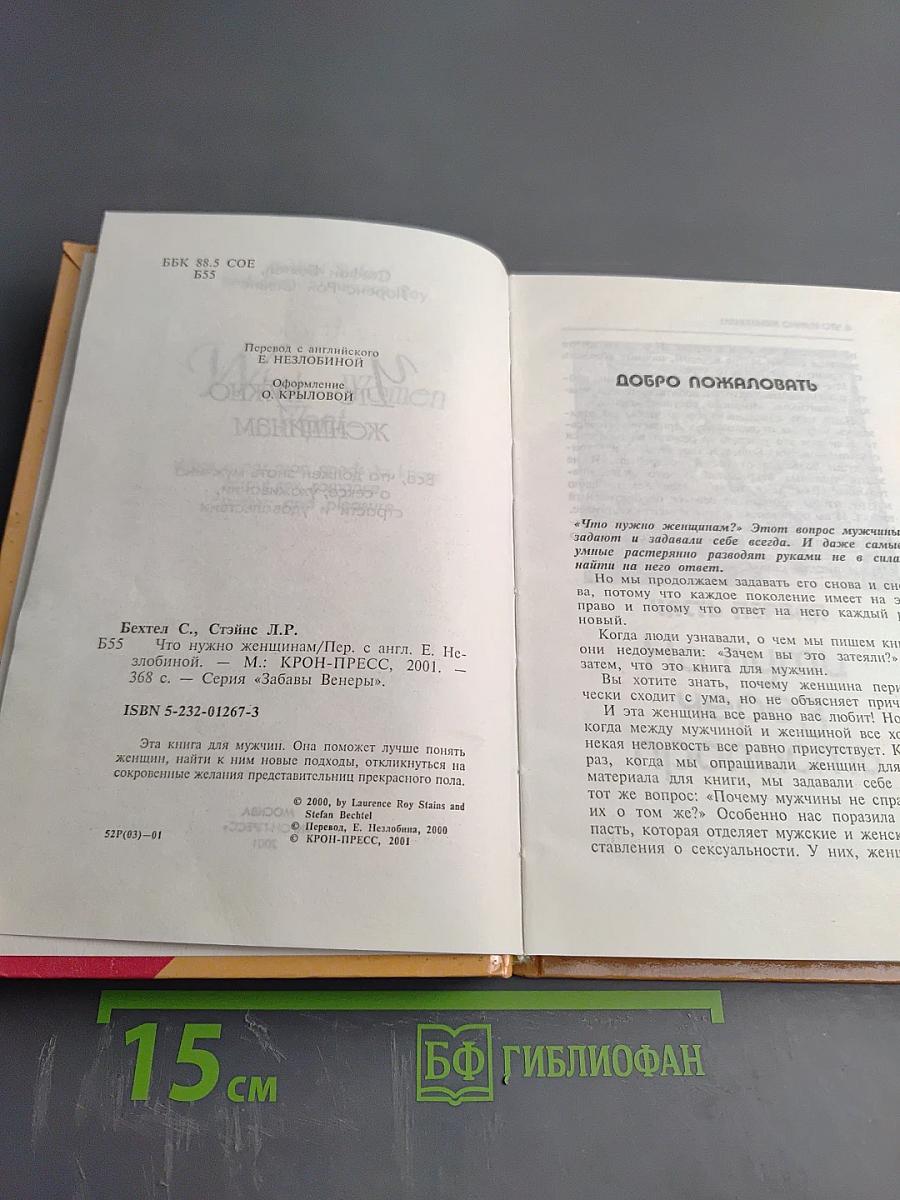 ББК 88.5 СОЕ
Б55
Перевод с английского
Е. НЕЗЛОБИНОЙ
Оформление
О. КРЫЛОВОЙ
Бехтел С., Стэйнс Л.Р.
Б55 Что нужно женщинам/Пер. с англ. Е. Не-
злобиной. — М.: КРОН-ПРЕСС, 2001. —
368 с. — Серия «Забавы Венеры».
ISBN 5-232-01267-3
Эта книга для мужчин. Она поможет лучше понять
женщин, найти к ним новые подходы, откликнуться на
сокровенные желания представительниц прекрасного пола.
© 2000, by Laurence Roy Stains and
Stefan Bechtel
© Перевод, Е. Незлобина, 2000
52Р(03)—01 © КРОН-ПРЕСС, 2001
ДОБРО ПОЖАЛОВАТЬ
«Что нужно женщинам?» Этот вопрос мужчины
задают и задавали себе всегда. И даже самые
умные растерянно разводят руками не в сила
найти на него ответ.
Но мы продолжаем задавать его снова и сно
ва, потому что каждое поколение имеет на э
право и потому что ответ на него каждый р
новый.
Когда люди узнавали, о чем мы пишем кни
они недоумевали: «Зачем вы это затеяли?»
затем, что это книга для мужчин.
Вы хотите знать, почему женщина пери
чески сходит с ума, но не объясняет прич
И эта женщина все равно вас любит! Но
когда между мужчиной и женщиной все хо
некая неловкость все равно присутствует. К
раз, когда мы опрашивали женщин для
материала для книги, мы задавали себе
тот же вопрос: «Почему мужчины не спра
их о том же?» Особенно нас поразила
пасть, которая отделяет мужские и женск
ставления о сексуальности. У них, женщ
15 см
БФ ГИБЛИОФАН